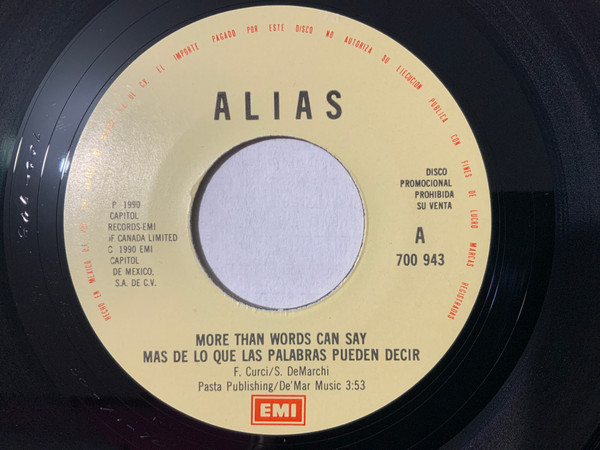 HECHO EN MEXICO
EL IMPORTE PAGADO POR ESTE DISCO NO AUTORIZA SU EJECUCION PUBLICA CON FINES DE LUCRO MARCAS REGISTRADAS
ALIAS
DISCO
PROMOCIONAL
PROHIBIDA
SU VENTA
A
700 943
P 1990
CAPITOL
RECORDS-EMI
OF CANADA LIMITED
C 1990 EMI
CAPITOL
DE MEXICO,
S.A. DE C.V.
MORE THAN WORDS CAN SAY
MAS DE LO QUE LAS PALABRAS PUEDEN DECIR
F. Curci/S. DeMarchi
Pasta Publishing/De'Mar Music 3:53
EMI